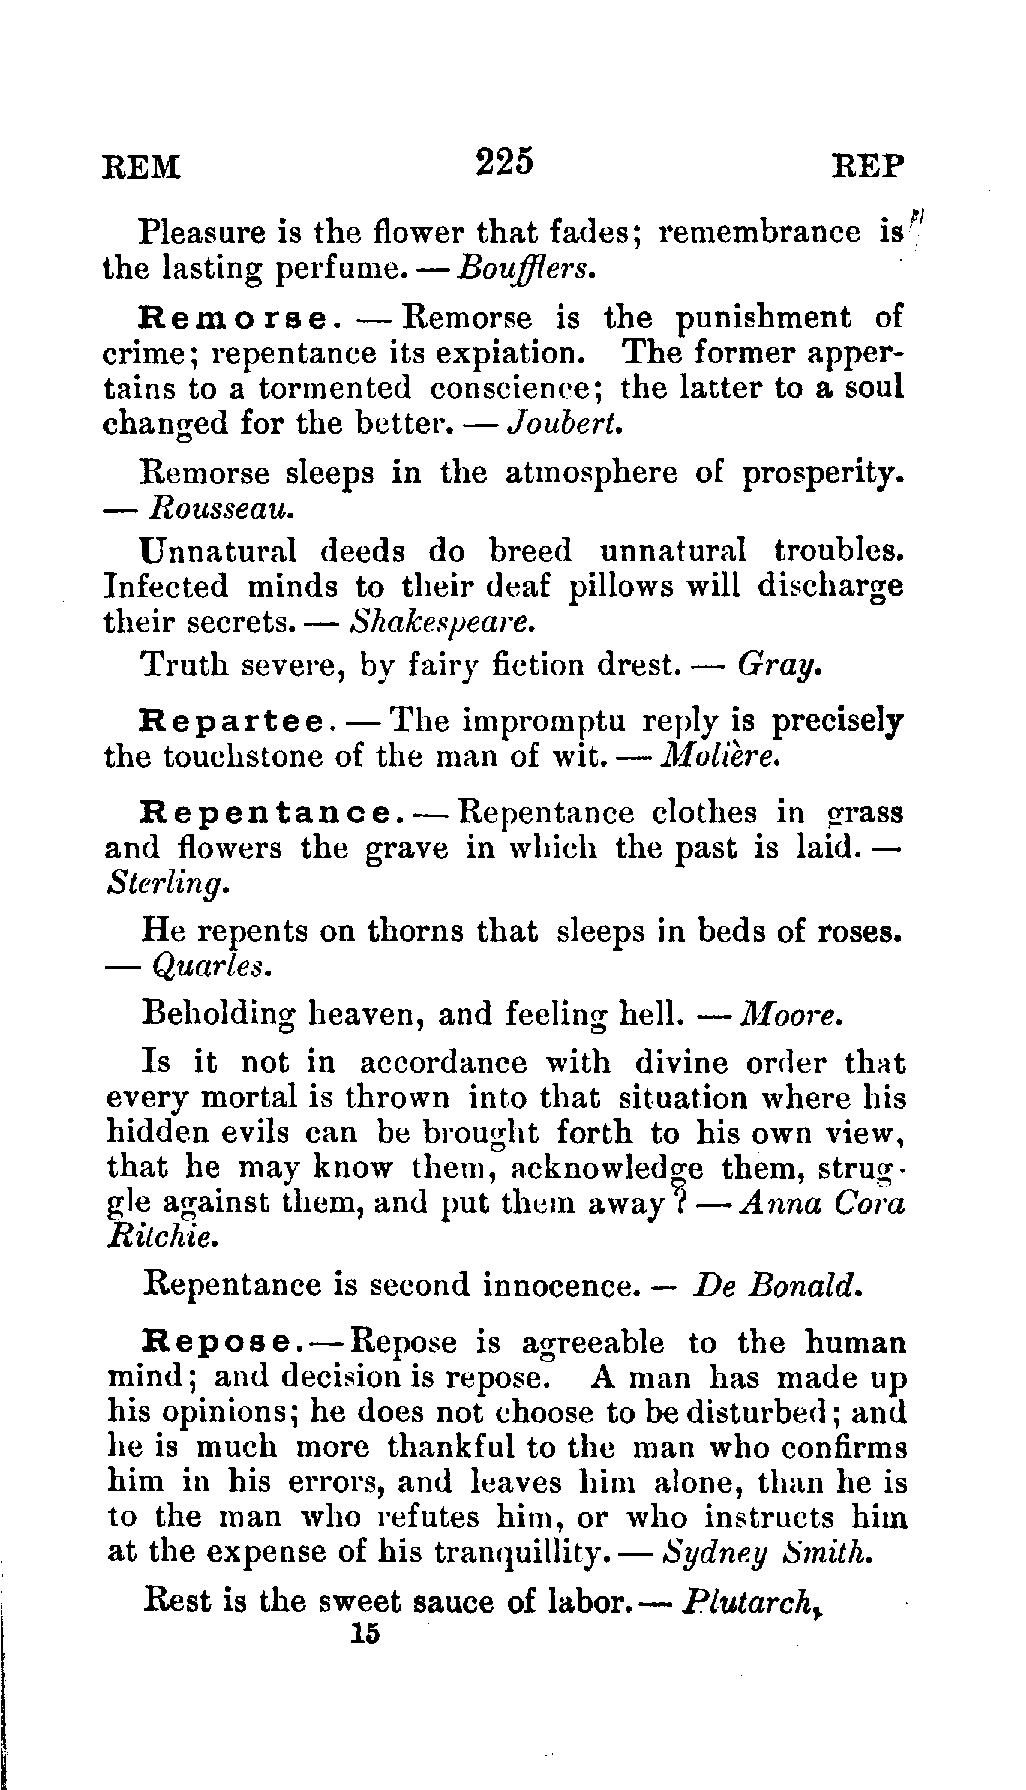 REM 225 REP
Pleasure is the flower that fades; remembrance is
the lasting perfume. — Boufflers.
Remorse. — Remorse is the punishment of
crime; repentance its expiation. The former apper-
tains to a tormented conscience; the latter to a soul
changed for the better. — Joubert.
Remorse sleeps in the atmosphere of prosperity.
— Rousseau.
Unnatural deeds do breed unnatural troubles.
Infected minds to their deaf pillows will discharge
their secrets. — Shakespeare.
Truth severe, by fairy fiction drest. — Gray.
Repartee. — The impromptu reply is precisely
the touchstone of the man of wit. — Molière.
Repentance. — Repentance clothes in grass
and flowers the grave in which the past is laid. —
Sterling.
He repents on thorns that sleeps in beds of roses.
— Quarles.
Beholding heaven, and feeling hell. — Moore.
Is it not in accordance with divine order that
every mortal is thrown into that situation where his
hidden evils can be brought forth to his own view,
that he may know them, acknowledge them, strug-
gle against them, and put them away? — Anna Cora
Ritchie.
Repentance is second innocence. — De Bonald.
Repose. — Repose is agreeable to the human
mind; and decision is repose. A man has made up
his opinions; he does not choose to be disturbed; and
he is much more thankful to the man who confirms
him in his errors, and leaves him alone, than he is
to the man who refutes him, or who instructs him
at the expense of his tranquillity. — Sydney Smith.
Rest is the sweet sauce of labor. — Plutarch.
15